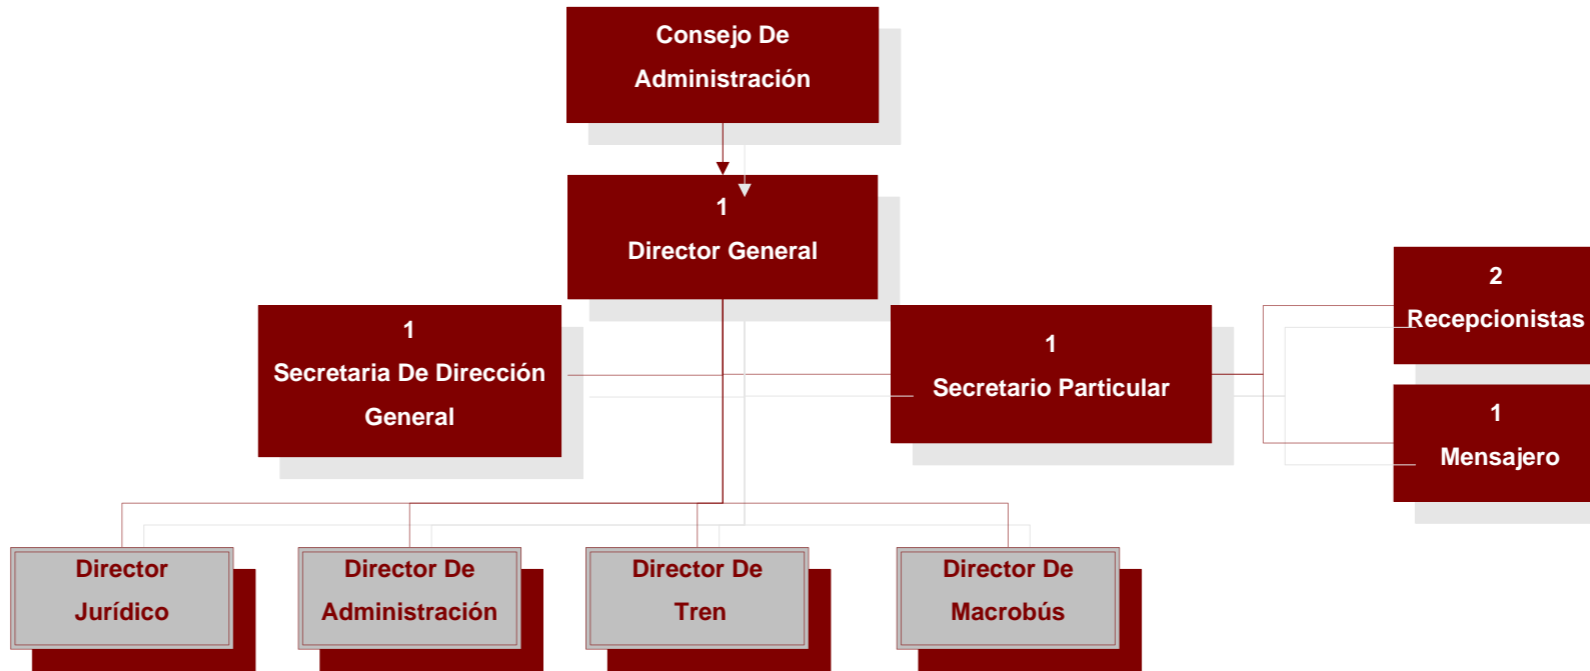 Consejo De
Administración
1
Director General
1
Secretaria De Dirección
General
1
Secretario Particular
2
Recepcionistas
1
Mensajero
Director
Jurídico
Director De
Administración
Director De
Tren
Director De
Macrobús